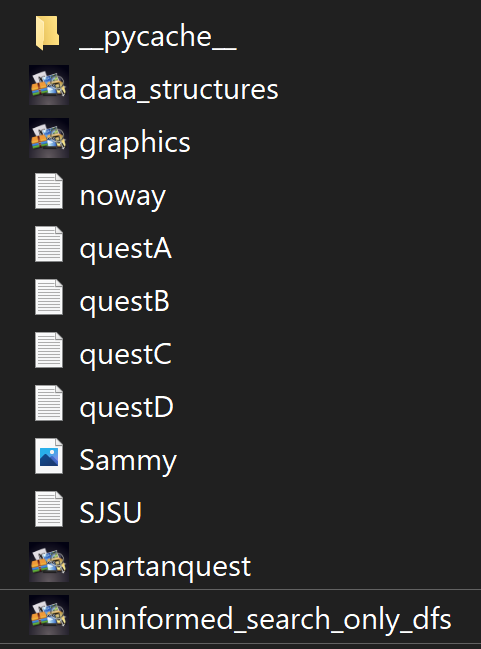 __pycache__
data_structures
graphics
noway
questA
questB
questC
questD
Sammy
SJSU
spartanquest
uninformed_search_only_dfs